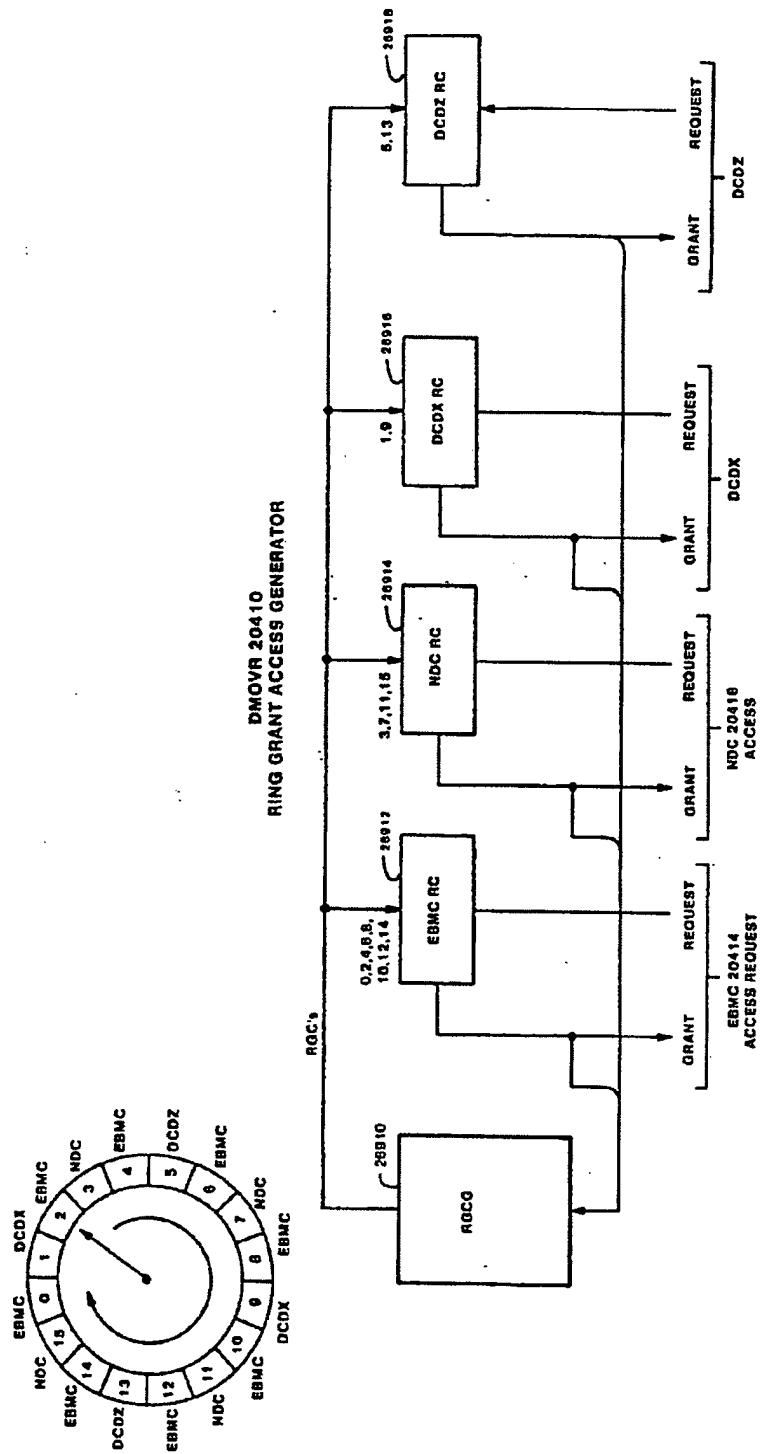 DMOVR 20410
RING GRANT ACCESS GENERATOR
EBMC
DCDX
EBMC
NDC
EBMC
DCDZ
EBMC
NDC
EBMC
DCDX
EBMC
NDC
EBMC
DCDZ
EBMC
NDC
0
1
2
3
4
5
6
7
8
9
10
11
12
13
14
15
RGC's
26910
RGCG
0,2,4,6,8,
10,12,14
26912
EBMC RC
3,7,11,15
26914
NDC RC
1,9
26916
DCDX RC
5,13
26918
DCDZ RC
GRANT
REQUEST
EBMC 20414
ACCESS REQUEST
GRANT
REQUEST
NDC 20418
ACCESS
GRANT
REQUEST
DCDX
GRANT
REQUEST
DCDZ